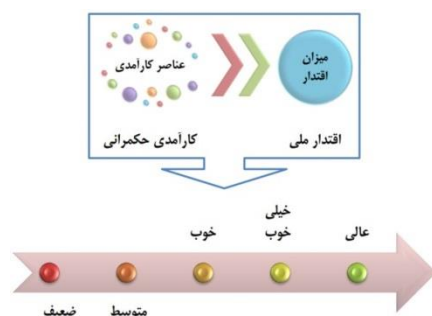 عناصر کارآمدی
میزان
اقتدار
کارآمدی حکمرانی
اقتدار ملی
ضعیف
متوسط
خوب
خیلی
خوب
عالی